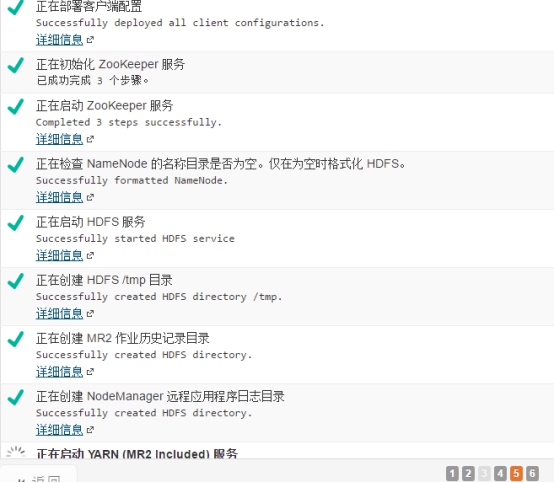 正在部署客户端配置
Successfully deployed all client configurations.
详细信息
正在初始化 ZooKeeper 服务
已成功完成 3 个步骤。
正在启动 ZooKeeper 服务
Completed 3 steps successfully.
详细信息
正在检查 NameNode 的名称目录是否为空。仅在为空时格式化 HDFS。
Successfully formatted NameNode.
详细信息
正在启动 HDFS 服务
Successfully started HDFS service
详细信息
正在创建 HDFS /tmp 目录
Successfully created HDFS directory /tmp.
详细信息
正在创建 MR2 作业历史记录目录
Successfully created HDFS directory.
详细信息
正在创建 NodeManager 远程应用程序日志目录
Successfully created HDFS directory.
详细信息
正在启动 YARN (MR2 Included) 服务
返回
1 2 3 4 5 6